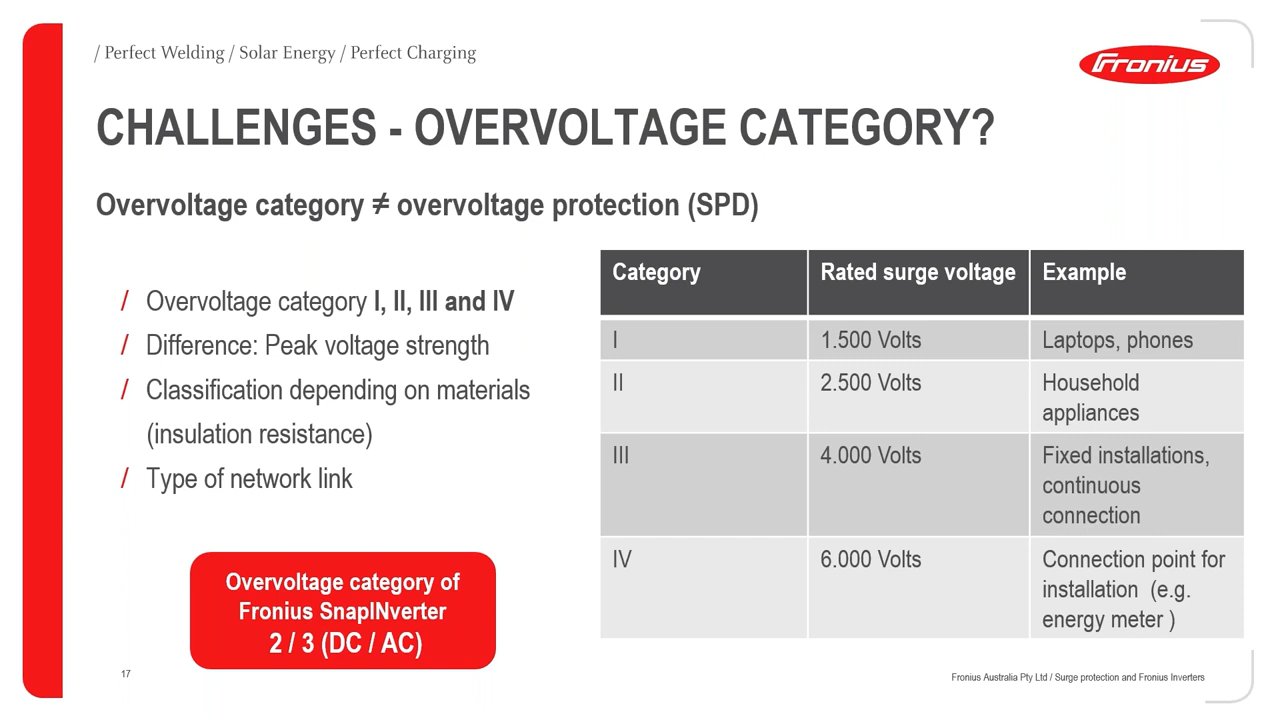 / Perfect Welding / Solar Energy / Perfect Charging
Fronius
CHALLENGES - OVERVOLTAGE CATEGORY?
Overvoltage category ≠ overvoltage protection (SPD)
/ Overvoltage category I, II, III and IV
/ Difference: Peak voltage strength
/ Classification depending on materials
(insulation resistance)
/ Type of network link
Overvoltage category of
Fronius SnapINverter
2 / 3 (DC / AC)
Category Rated surge voltage Example
I 1.500 Volts Laptops, phones
II 2.500 Volts Household
appliances
III 4.000 Volts Fixed installations,
continuous
connection
IV 6.000 Volts Connection point for
installation (e.g.
energy meter )
17
Fronius Australia Pty Ltd / Surge protection and Fronius Inverters